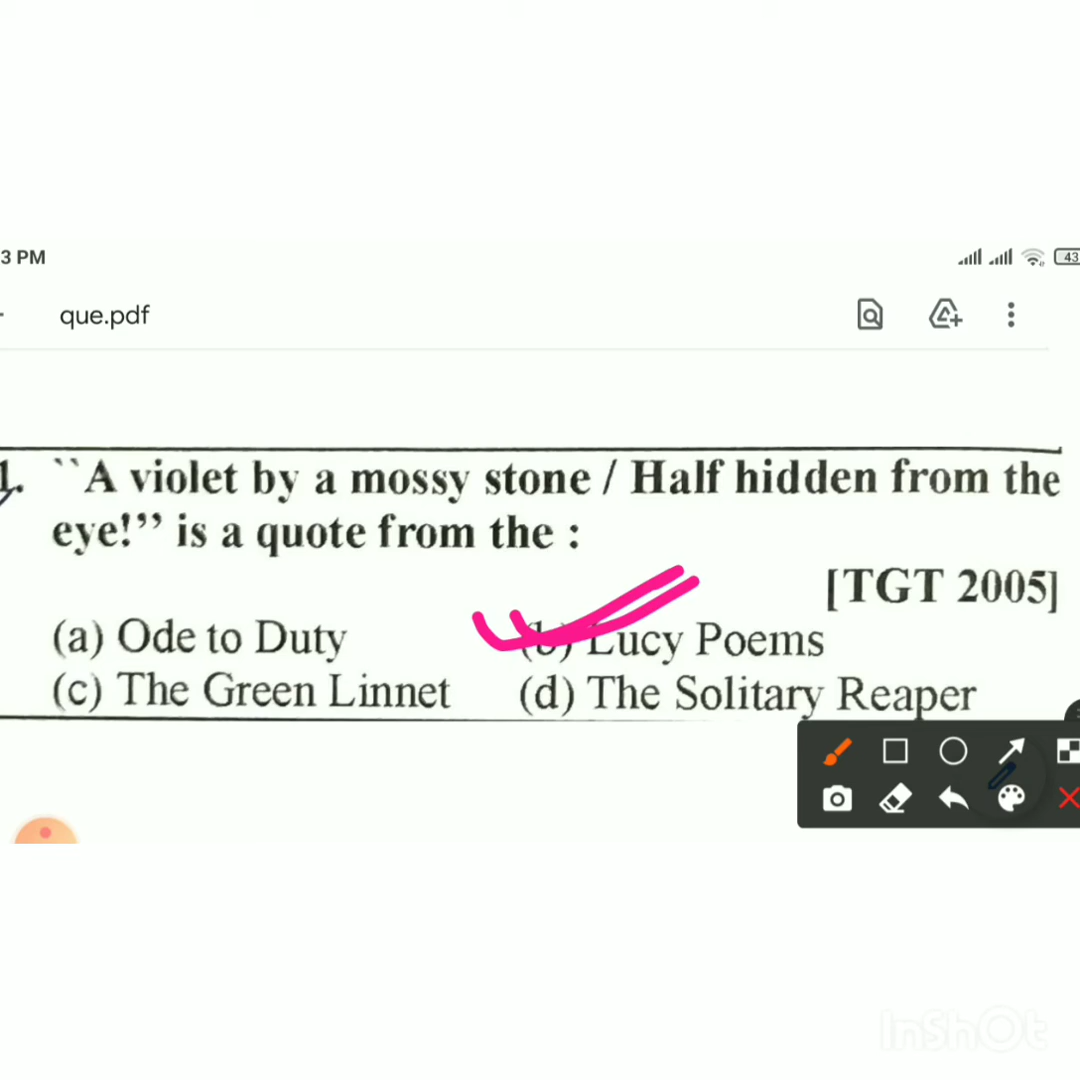 3 PM
43
que.pdf
1. ``A violet by a mossy stone / Half hidden from the
eye!'' is a quote from the :
[TGT 2005]
(a) Ode to Duty (b) Lucy Poems
(c) The Green Linnet (d) The Solitary Reaper
InShOt